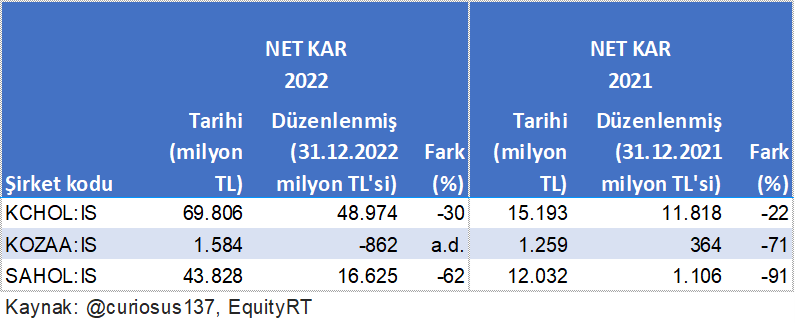 NET KAR NET KAR
2022 2021
Tarihi Düzenlenmiş Tarihi Düzenlenmiş
(milyon (31.12.2022 Fark (milyon (31.12.2021 Fark
Şirket kodu TL) milyon TL'si) (%) TL) milyon TL'si) (%)
KCHOL:IS 69.806 48.974 -30 15.193 11.818 -22
KOZAA:IS 1.584 -862 a.d. 1.259 364 -71
SAHOL:IS 43.828 16.625 -62 12.032 1.106 -91
Kaynak: @curiosus137, EquityRT